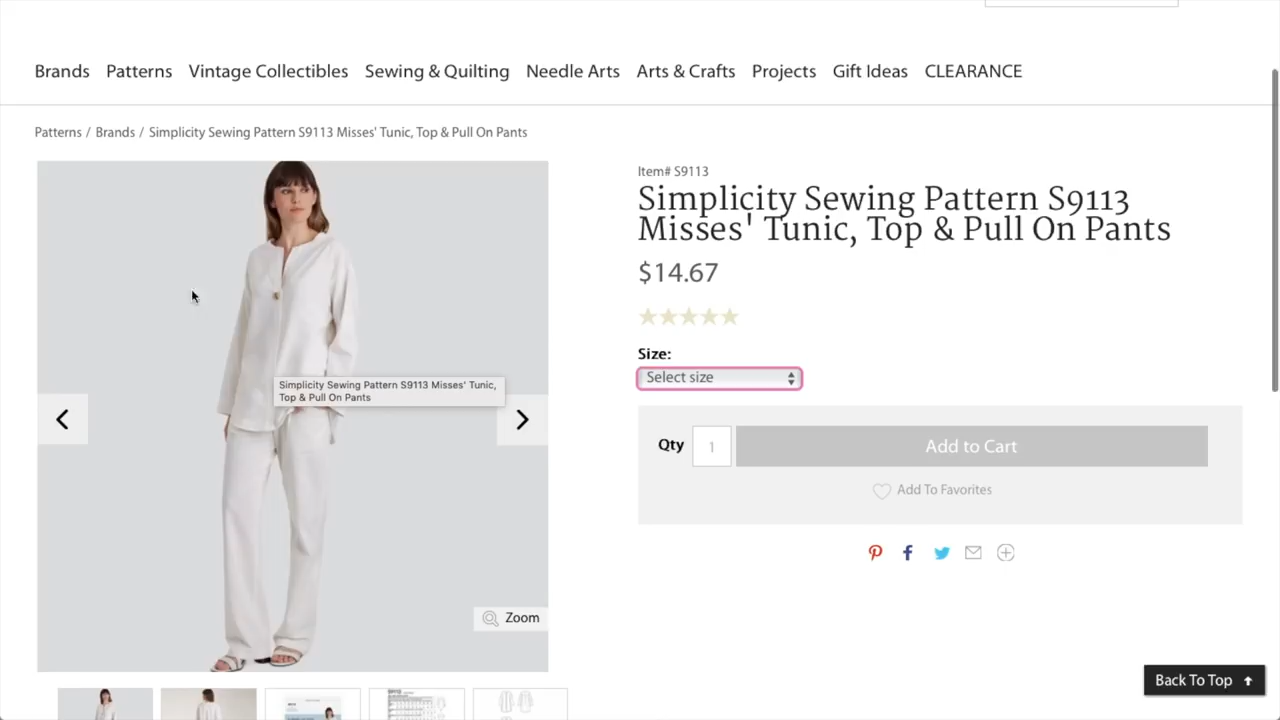 Brands Patterns Vintage Collectibles Sewing & Quilting Needle Arts Arts & Crafts Projects Gift Ideas CLEARANCE
Patterns / Brands / Simplicity Sewing Pattern S9113 Misses' Tunic, Top & Pull On Pants
Item# S9113
Simplicity Sewing Pattern S9113
Misses' Tunic, Top & Pull On Pants
$14.67
Size:
Select size
Simplicity Sewing Pattern S9113 Misses' Tunic,
Top & Pull On Pants
Qty 1 Add to Cart
Add To Favorites
Zoom
Back To Top